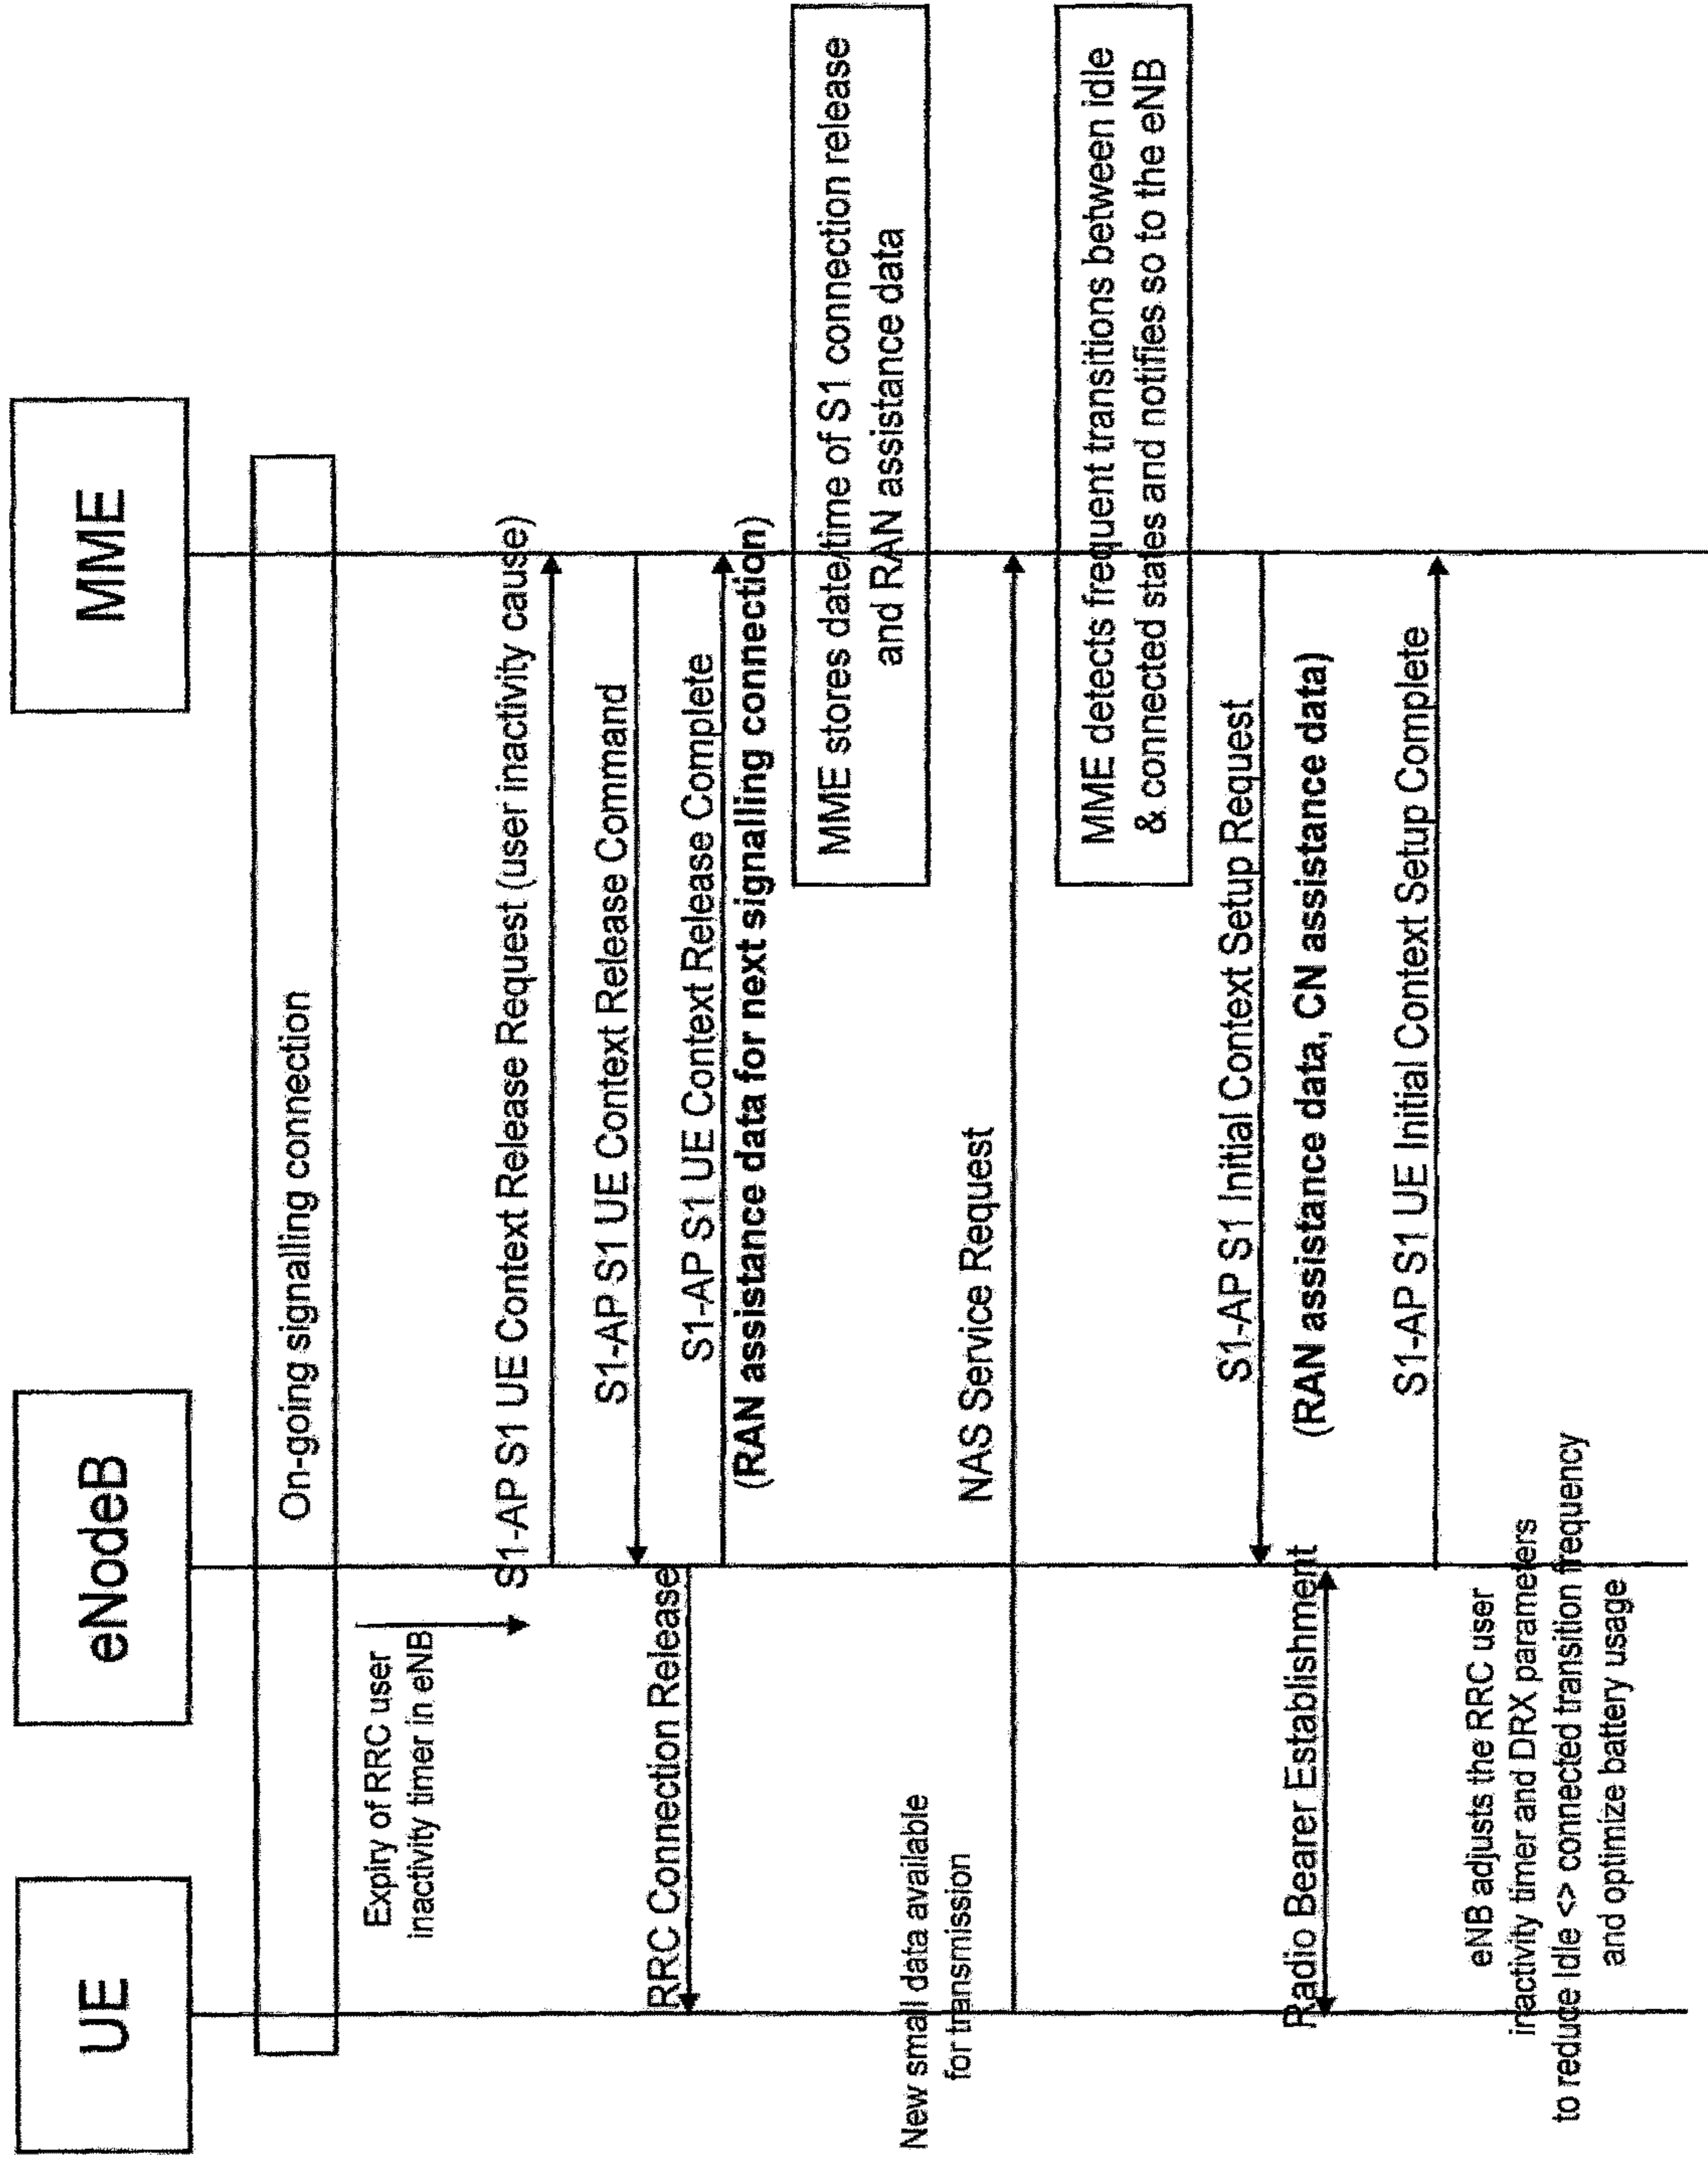 UE
eNodeB
MME
On-going signalling connection
Expiry of RRC user
inactivity timer in eNB
S1-AP S1 UE Context Release Request (user inactivity cause)
S1-AP S1 UE Context Release Command
RRC Connection Release
S1-AP S1 UE Context Release Complete
(RAN assistance data for next signalling connection)
MME stores date/time of S1 connection release
and RAN assistance data
New small data available
for transmission
NAS Service Request
MME detects frequent transitions between idle
& connected states and notifies so to the eNB
S1-AP S1 Initial Context Setup Request
(RAN assistance data, CN assistance data)
Radio Bearer Establishment
S1-AP S1 UE Initial Context Setup Complete
eNB adjusts the RRC user
inactivity timer and DRX parameters
to reduce Idle <> connected transition frequency
and optimize battery usage